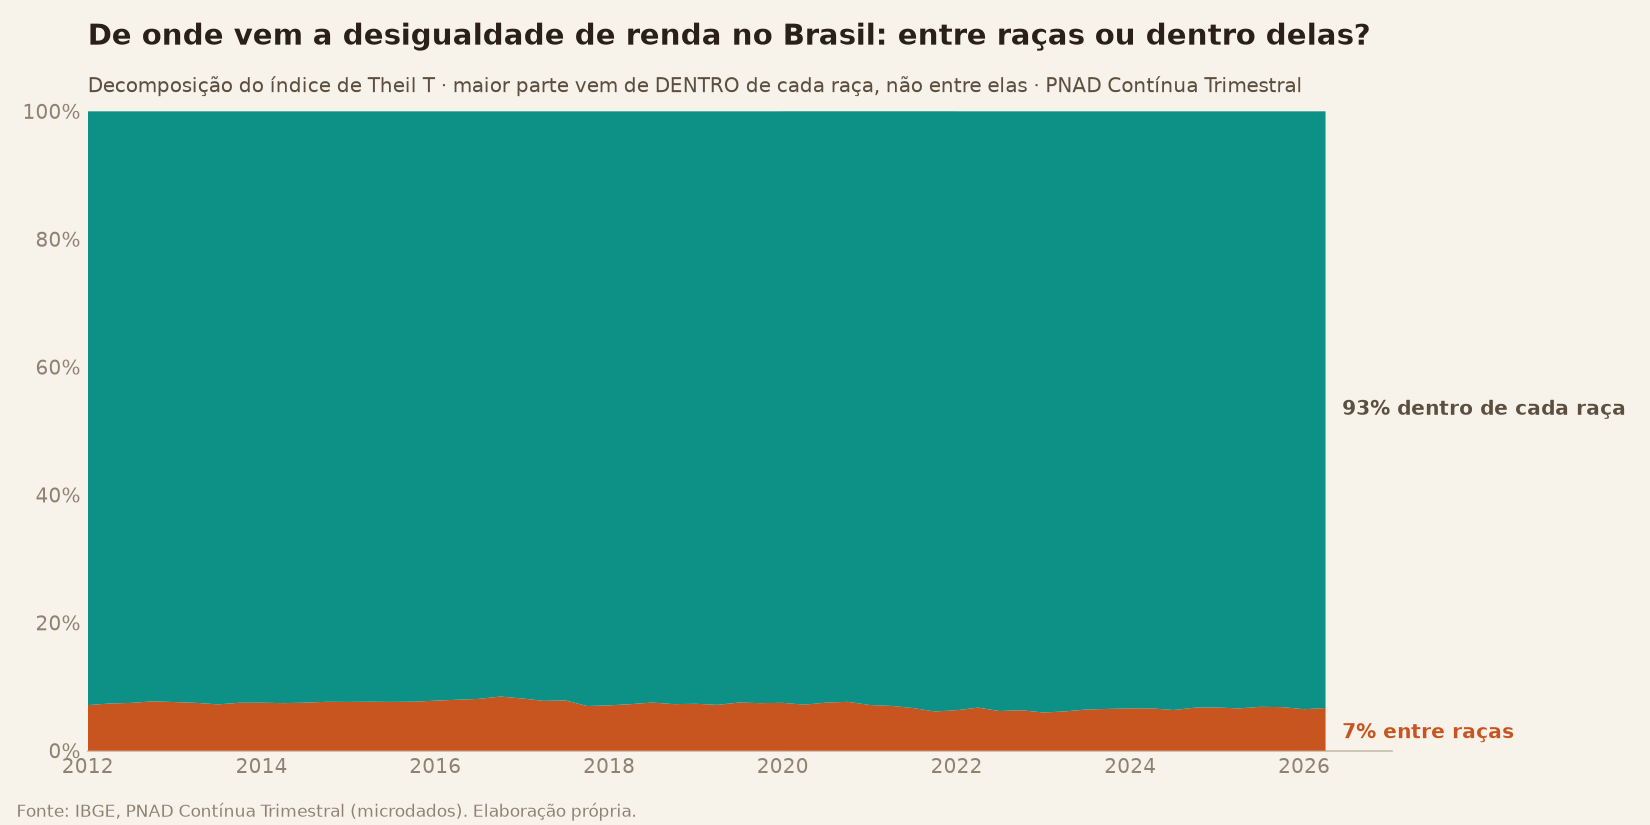 De onde vem a desigualdade de renda no Brasil: entre raças ou dentro delas?
Decomposição do índice de Theil T · maior parte vem de DENTRO de cada raça, não entre elas · PNAD Contínua Trimestral
100%
80%
60%
40%
20%
0%
93% dentro de cada raça
7% entre raças
2012 2014 2016 2018 2020 2022 2024 2026
Fonte: IBGE, PNAD Contínua Trimestral (microdados). Elaboração própria.